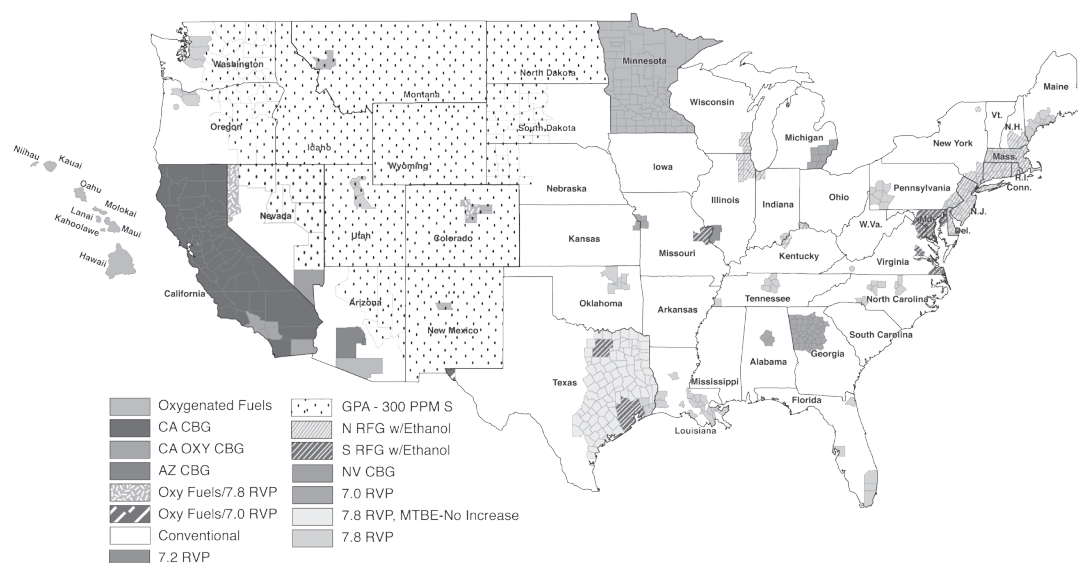 Washington
Montana
North Dakota
Minnesota
Wisconsin
Michigan
Maine
Vt.
N.H.
New York
Mass.
R.I.
Conn.
Oregon
Idaho
Wyoming
South Dakota
Iowa
Nebraska
Illinois
Indiana
Ohio
Pennsylvania
N.J.
Md.
Del.
W.Va.
Virginia
Niihau
Kauai
Oahu
Molokai
Lanai
Kahoolawe
Maui
Hawaii
California
Nevada
Utah
Colorado
Kansas
Missouri
Kentucky
Arizona
New Mexico
Oklahoma
Arkansas
Tennessee
North Carolina
South Carolina
Texas
Louisiana
Mississippi
Alabama
Georgia
Florida
Oxygenated Fuels
CA CBG
CA OXY CBG
AZ CBG
Oxy Fuels/7.8 RVP
Oxy Fuels/7.0 RVP
Conventional
7.2 RVP
GPA - 300 PPM S
N RFG w/Ethanol
S RFG w/Ethanol
NV CBG
7.0 RVP
7.8 RVP, MTBE-No Increase
7.8 RVP